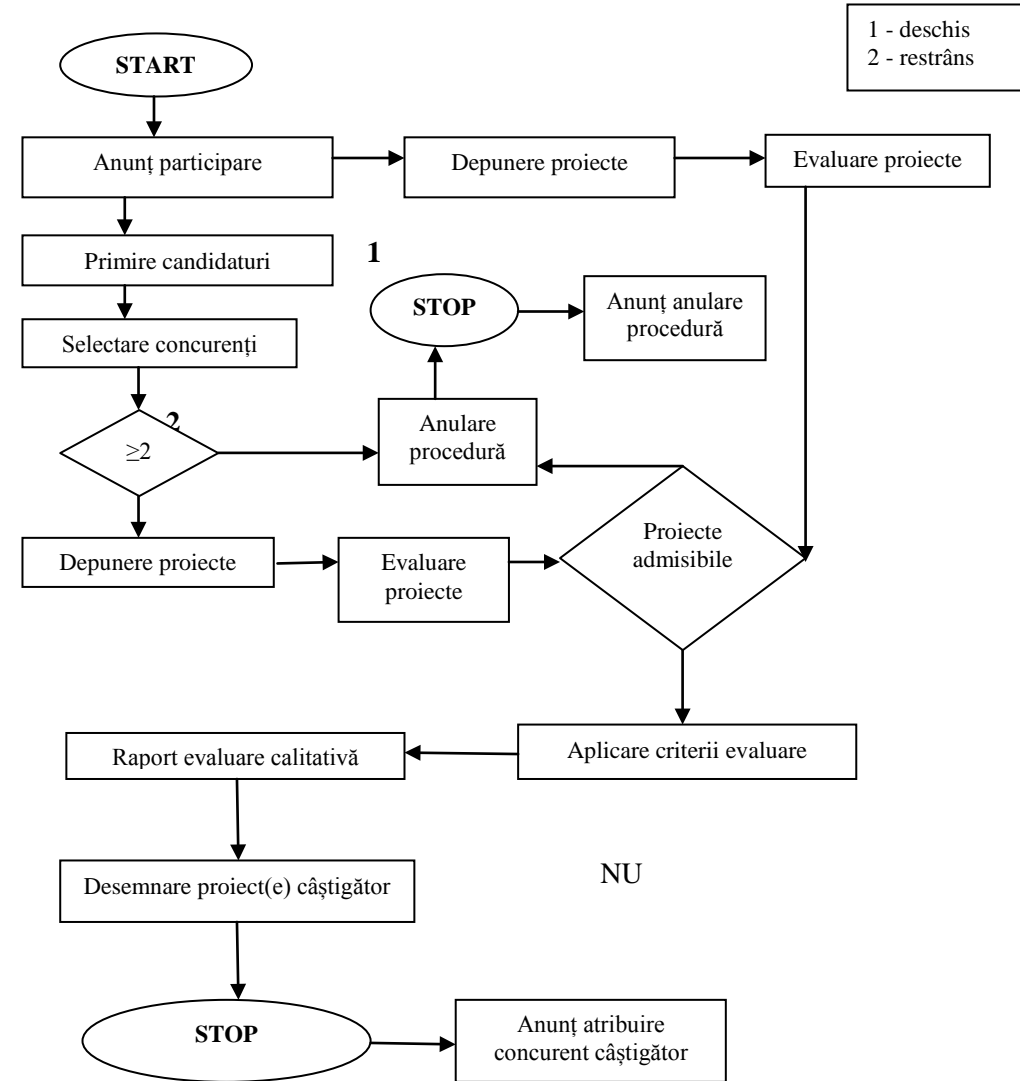 1 - deschis
2 - restrâns
START
Anunț participare
Depunere proiecte
Evaluare proiecte
Primire candidaturi
1
STOP
Anunț anulare
procedură
Selectare concurenți
2
≥2
Anulare
procedură
Proiecte
admisibile
Depunere proiecte
Evaluare
proiecte
Aplicare criterii evaluare
Raport evaluare calitativă
NU
Desemnare proiect(e) câștigător
STOP
Anunț atribuire
concurent câștigător